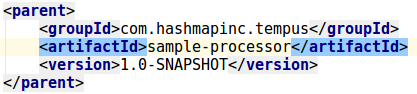 <parent>
<groupId>com.hashmapinc.tempus</groupId>
<artifactId>sample-processor</artifactId>
<version>1.0-SNAPSHOT</version>
</parent>